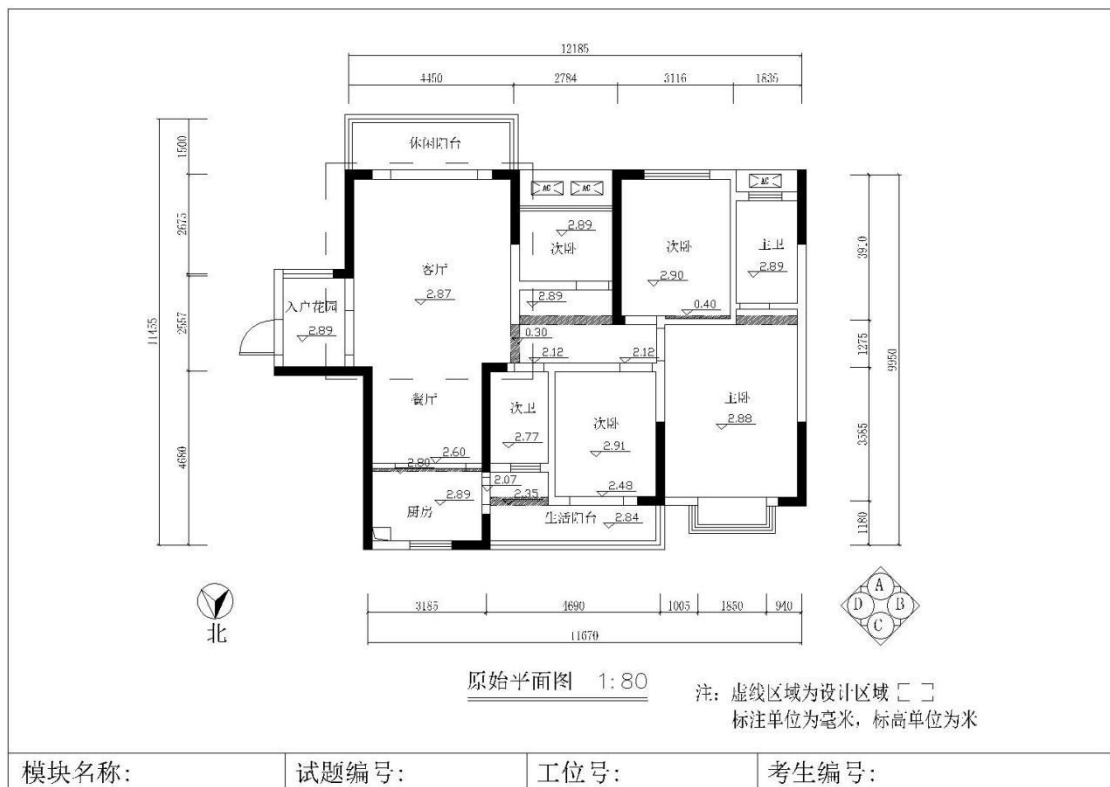 12185
4450 2784 3116 1835
1500
休闲阳台
AC AC
AC
2.89
次卧
次卧
主卫
2675
3910
客厅
2.90
2.89
2.87
入户花园
2.89
0.40
2.89
0.30
11455
2557
2.12
2.12
1275
9950
餐厅
次卫
次卧
主卧
2.88
2.77
2.91
3585
4680
2.60
2.80
2.07
2.89
2.35
2.48
厨房
生活阳台
2.84
1180
北
3185 4690 1005 1850 940
11670
A
D B
C
原始平面图 1:80
注: 虚线区域为设计区域
标注单位为毫米, 标高单位为米
模块名称: 试题编号: 工位号: 考生编号: